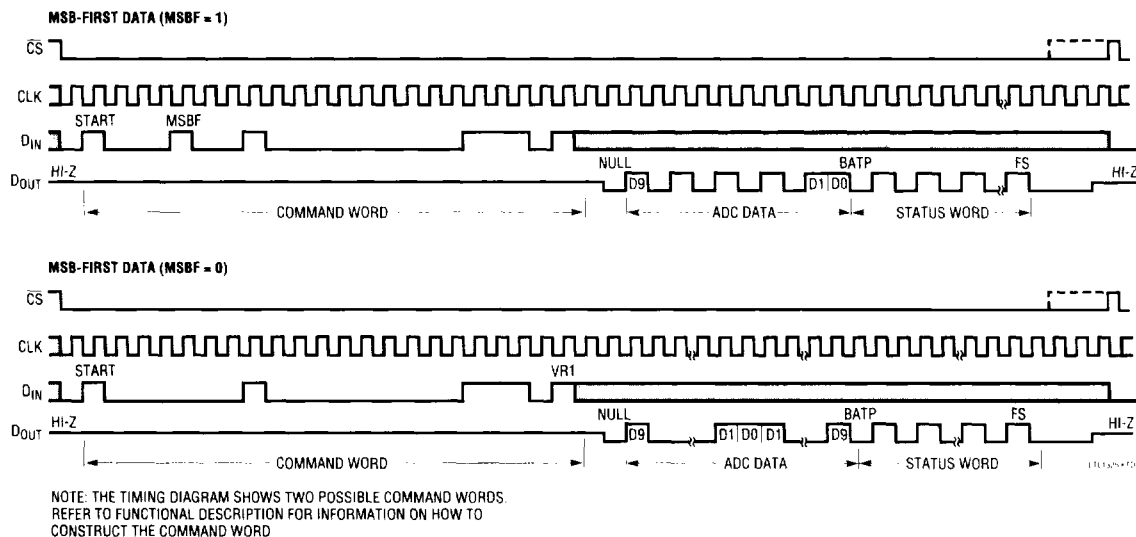 MSB-FIRST DATA (MSBF = 1)
CS
CLK
START MSBF
DIN
NULL BATP FS
DOUT HI-Z D9 D1 D0 HI-Z
COMMAND WORD ADC DATA STATUS WORD
MSB-FIRST DATA (MSBF = 0)
CS
CLK
START VR1
DIN
NULL BATP FS
DOUT HI-Z D9 D1 D0 D1 D9 HI-Z
COMMAND WORD ADC DATA STATUS WORD
NOTE: THE TIMING DIAGRAM SHOWS TWO POSSIBLE COMMAND WORDS.
REFER TO FUNCTIONAL DESCRIPTION FOR INFORMATION ON HOW TO
CONSTRUCT THE COMMAND WORD